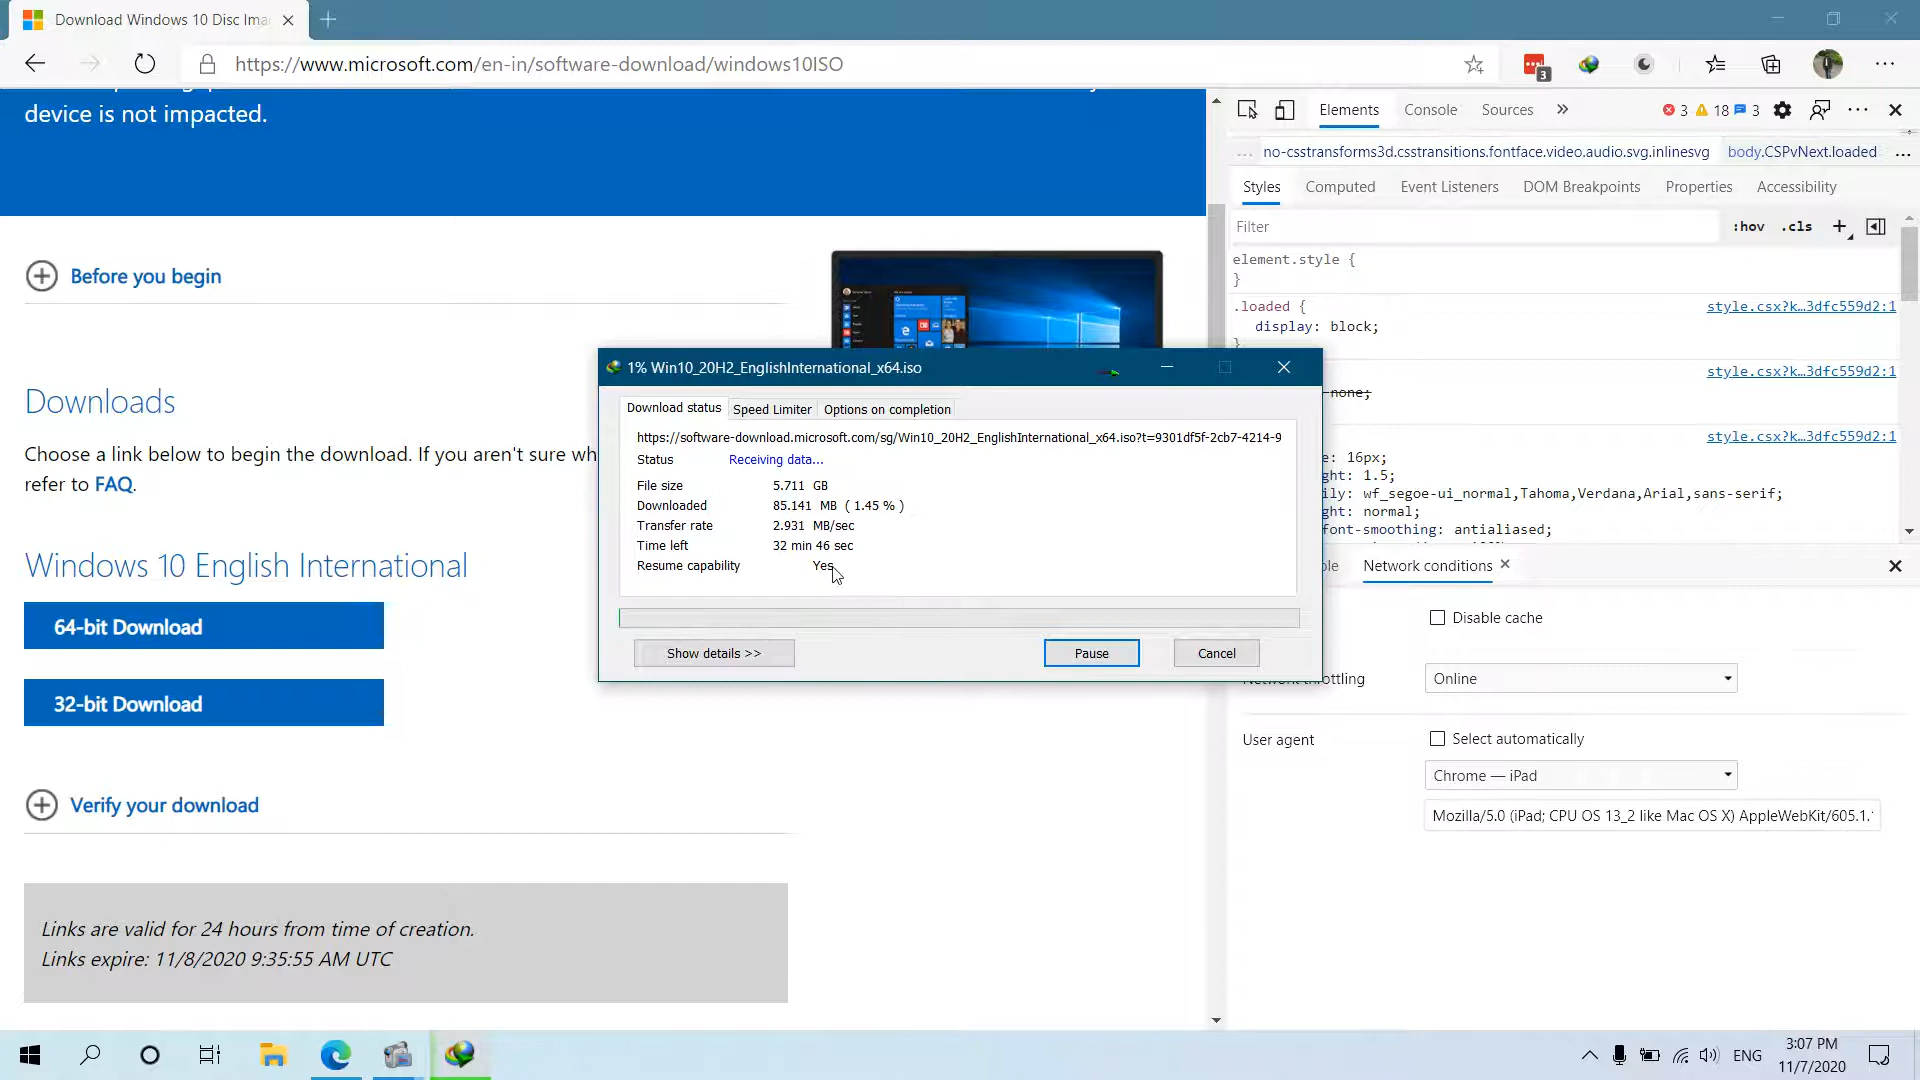 Download Windows 10 Disc Ima
https://www.microsoft.com/en-in/software-download/windows10ISO
3
device is not impacted.
Before you begin
Downloads
Choose a link below to begin the download. If you aren't sure wh
refer to FAQ.
Windows 10 English International
64-bit Download
32-bit Download
Verify your download
Links are valid for 24 hours from time of creation.
Links expire: 11/8/2020 9:35:55 AM UTC
1% Win10_20H2_EnglishInternational_x64.iso
Download status
Speed Limiter
Options on completion
https://software-download.microsoft.com/sg/Win10_20H2_EnglishInternational_x64.iso?t=9301df5f-2cb7-4214-9
Status Receiving data...
File size 5.711 GB
Downloaded 85.141 MB ( 1.45 % )
Transfer rate 2.931 MB/sec
Time left 32 min 46 sec
Resume capability Yes
Show details >>
Pause
Cancel
Elements Console Sources » 3 18 3
... no-csstransforms3d.csstransitions.fontface.video.audio.svg.inlinesvg body.CSPvNext.loaded ...
Styles Computed Event Listeners DOM Breakpoints Properties Accessibility
Filter :hov .cls +
element.style {
}
.loaded { style.csx?k…3dfc559d2:1
display: block;
}
style.csx?k…3dfc559d2:1
none;
style.csx?k…3dfc559d2:1
e: 16px;
ght: 1.5;
ily: wf_segoe-ui_normal,Tahoma,Verdana,Arial,sans-serif;
ght: normal;
font-smoothing: antialiased;
le Network conditions
Disable cache
Network throttling Online
User agent Select automatically
Chrome — iPad
Mozilla/5.0 (iPad; CPU OS 13_2 like Mac OS X) AppleWebKit/605.1.
ENG
3:07 PM
11/7/2020